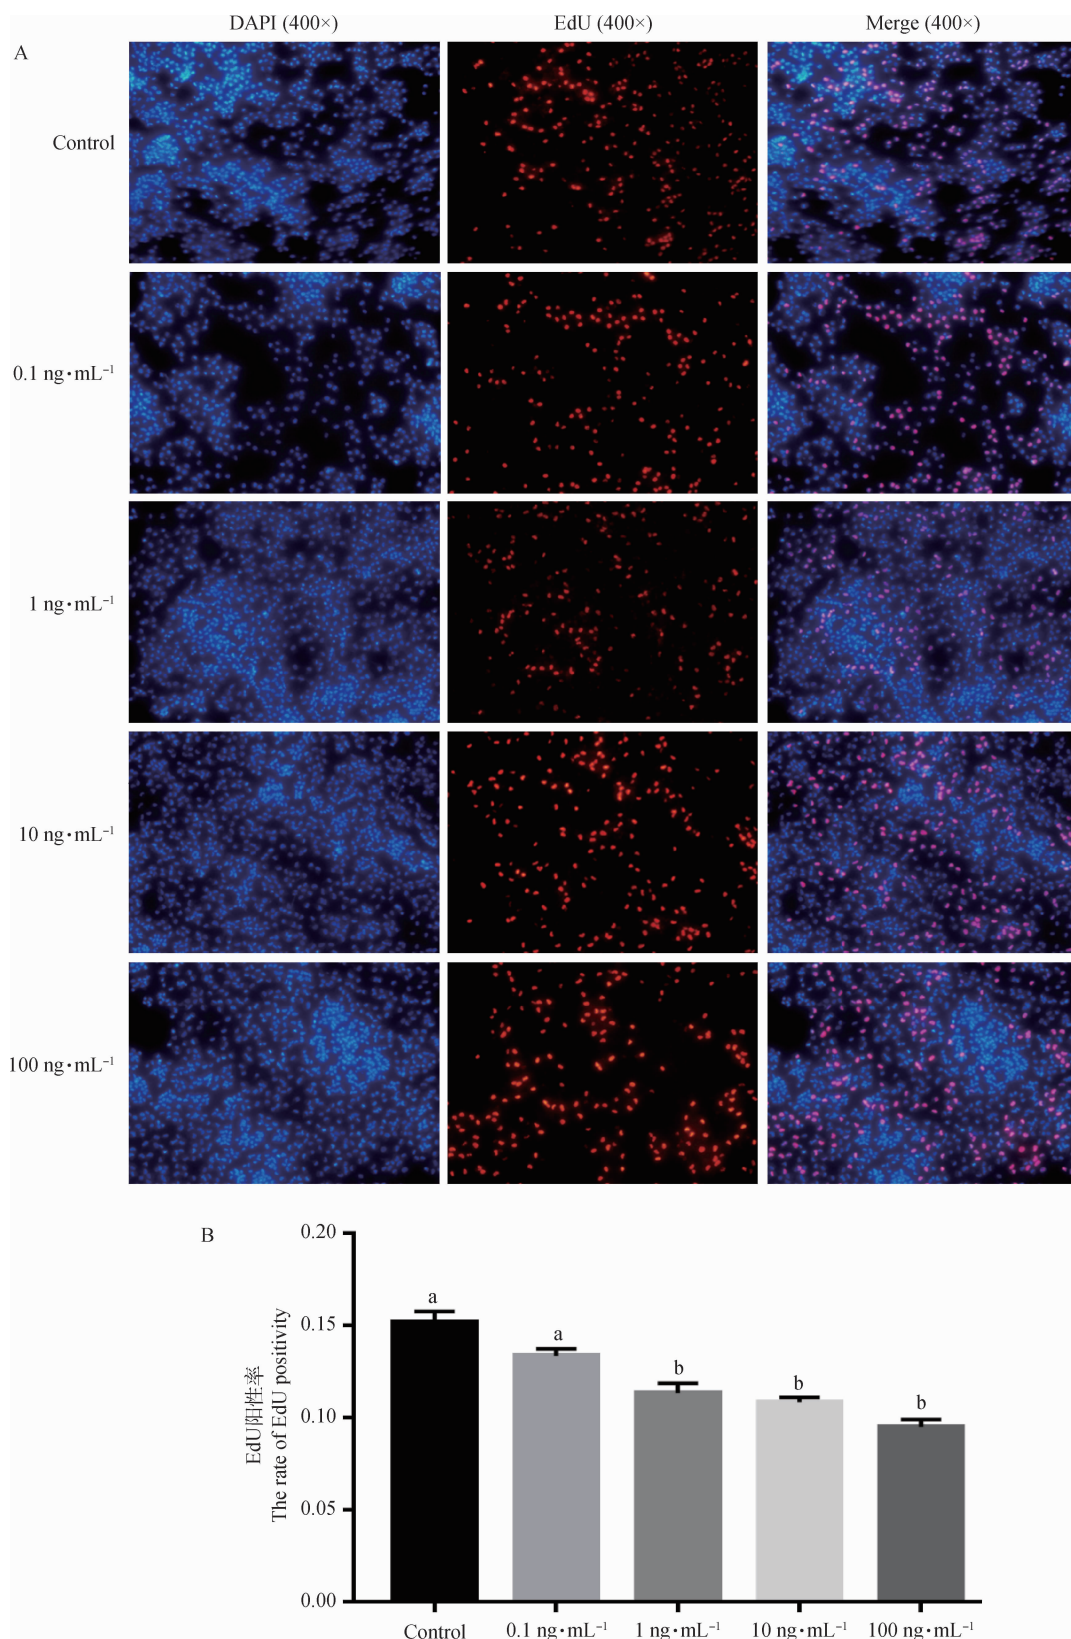 DAPI (400×) EdU (400×) Merge (400×)
A
Control
0.1 ng·mL⁻¹
1 ng·mL⁻¹
10 ng·mL⁻¹
100 ng·mL⁻¹
B
EdU阳性率
The rate of EdU positivity
0.20
0.15
0.10
0.05
0.00
a
a
b
b
b
Control 0.1 ng·mL⁻¹ 1 ng·mL⁻¹ 10 ng·mL⁻¹ 100 ng·mL⁻¹